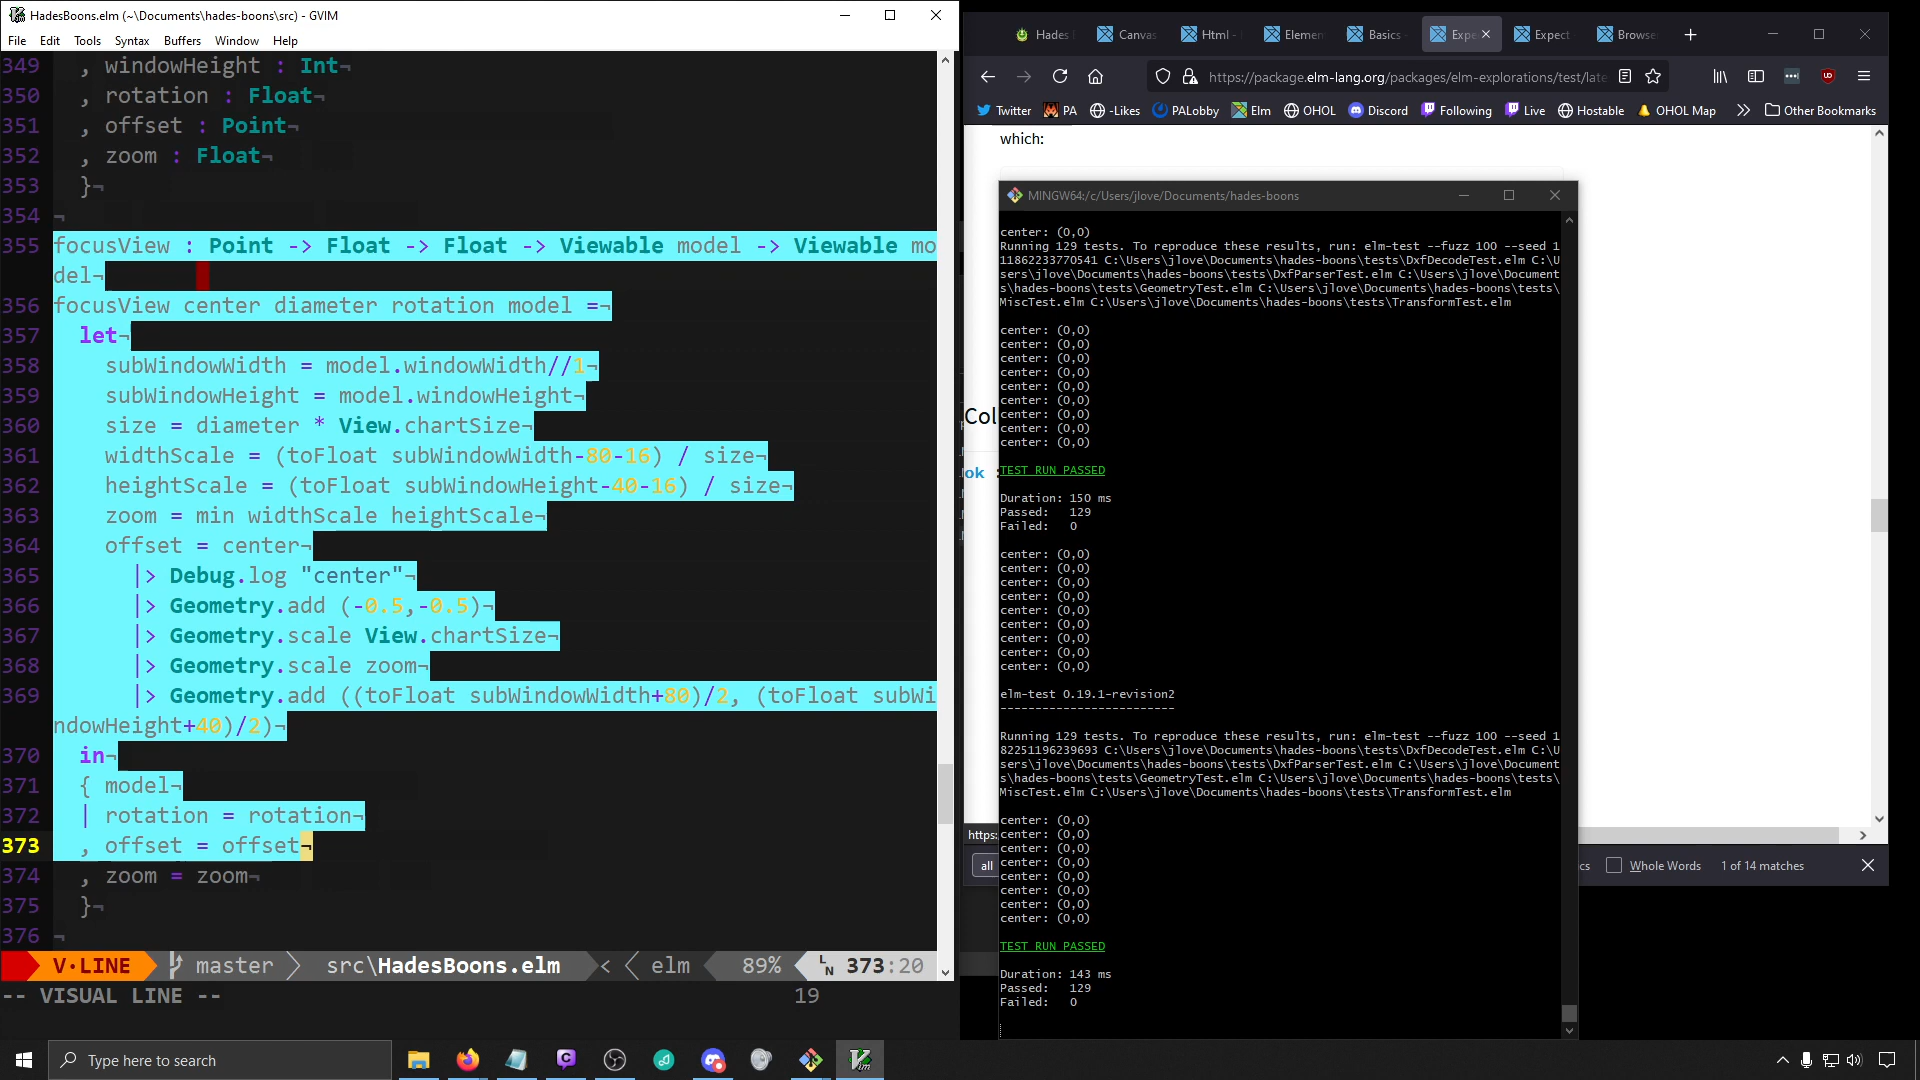 HadesBoons.elm (~\Documents\hades-boons\src) - GVIM
File Edit Tools Syntax Buffers Window Help
349 , windowHeight : Int¬
350 , rotation : Float¬
351 , offset : Point¬
352 , zoom : Float¬
353 }¬
354 ¬
355 focusView : Point -> Float -> Float -> Viewable model -> Viewable mo
del¬
356 focusView center diameter rotation model =¬
357 let¬
358 subWindowWidth = model.windowWidth//1¬
359 subWindowHeight = model.windowHeight¬
360 size = diameter * View.chartSize¬
361 widthScale = (toFloat subWindowWidth-80-16) / size¬
362 heightScale = (toFloat subWindowHeight-40-16) / size¬
363 zoom = min widthScale heightScale¬
364 offset = center¬
365 |> Debug.log "center"¬
366 |> Geometry.add (-0.5,-0.5)¬
367 |> Geometry.scale View.chartSize¬
368 |> Geometry.scale zoom¬
369 |> Geometry.add ((toFloat subWindowWidth+80)/2, (toFloat subWi
ndowHeight+40)/2)¬
370 in¬
371 { model¬
372 | rotation = rotation¬
373 , offset = offset¬
374 , zoom = zoom¬
375 }¬
376 ¬
V·LINE master src\HadesBoons.elm elm 89% LN 373:20
-- VISUAL LINE -- 19
Hades Canvas Html - Elemen Basics Expe Expect Browse
https://package.elm-lang.org/packages/elm-explorations/test/late
Twitter PA -Likes PALobby Elm OHOL Discord Following Live Hostable OHOL Map Other Bookmarks
which:
Col
ok :
https:
all
cs Whole Words 1 of 14 matches
MINGW64:/c/Users/jlove/Documents/hades-boons
center: (0,0)
Running 129 tests. To reproduce these results, run: elm-test --fuzz 100 --seed 1
11862233770541 C:\Users\jlove\Documents\hades-boons\tests\DxfDecodeTest.elm C:\U
sers\jlove\Documents\hades-boons\tests\DxfParserTest.elm C:\Users\jlove\Document
s\hades-boons\tests\GeometryTest.elm C:\Users\jlove\Documents\hades-boons\tests\
MiscTest.elm C:\Users\jlove\Documents\hades-boons\tests\TransformTest.elm
center: (0,0)
center: (0,0)
center: (0,0)
center: (0,0)
center: (0,0)
center: (0,0)
center: (0,0)
center: (0,0)
center: (0,0)
TEST RUN PASSED
Duration: 150 ms
Passed: 129
Failed: 0
center: (0,0)
center: (0,0)
center: (0,0)
center: (0,0)
center: (0,0)
center: (0,0)
center: (0,0)
center: (0,0)
center: (0,0)
elm-test 0.19.1-revision2
-------------------------
Running 129 tests. To reproduce these results, run: elm-test --fuzz 100 --seed 1
82251196239693 C:\Users\jlove\Documents\hades-boons\tests\DxfDecodeTest.elm C:\U
sers\jlove\Documents\hades-boons\tests\DxfParserTest.elm C:\Users\jlove\Document
s\hades-boons\tests\GeometryTest.elm C:\Users\jlove\Documents\hades-boons\tests\
MiscTest.elm C:\Users\jlove\Documents\hades-boons\tests\TransformTest.elm
center: (0,0)
center: (0,0)
center: (0,0)
center: (0,0)
center: (0,0)
center: (0,0)
center: (0,0)
center: (0,0)
TEST RUN PASSED
Duration: 143 ms
Passed: 129
Failed: 0
Type here to search